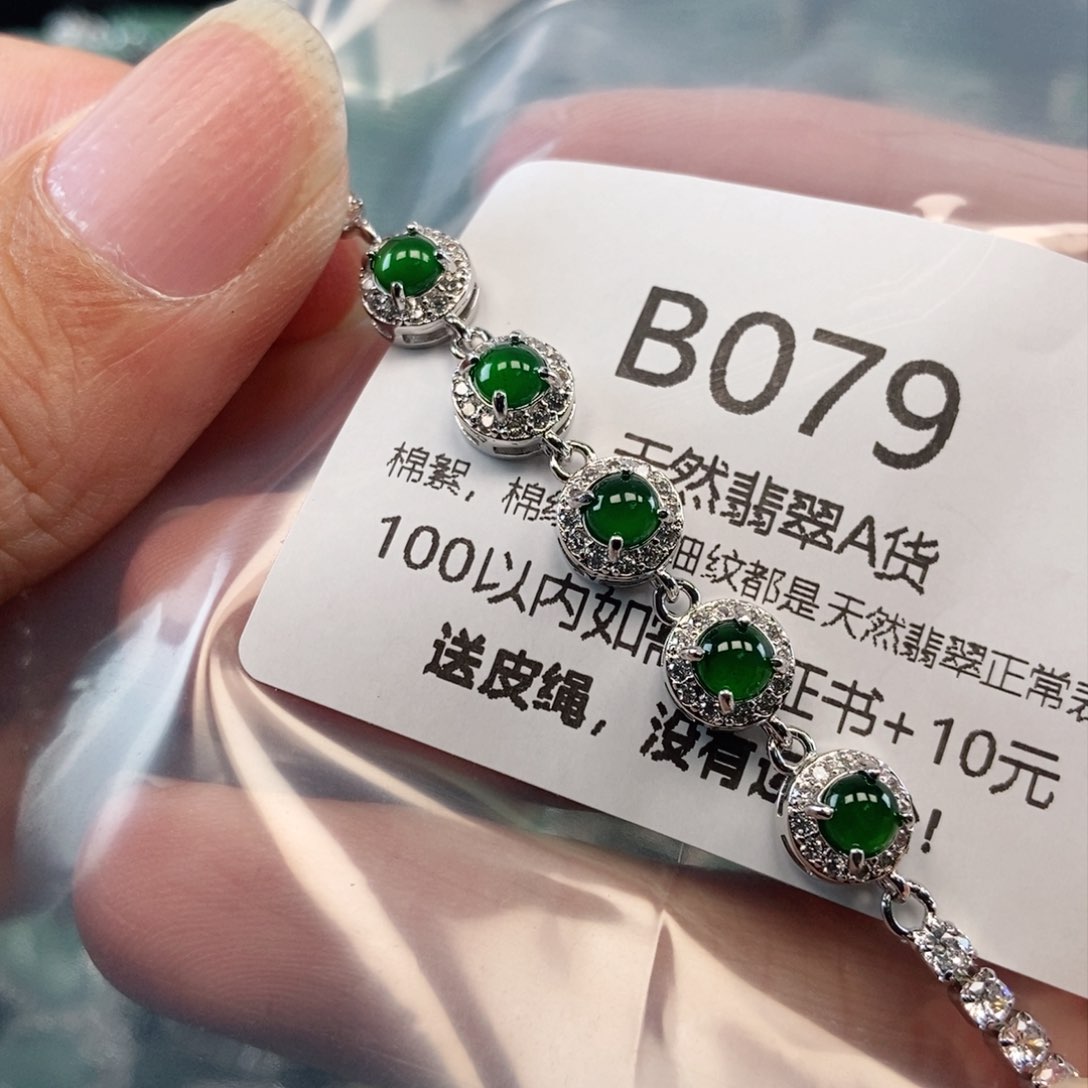 B079
天然翡翠A货
棉絮，棉 细纹都是天然翡翠正常
100以内如 证书+10元
送皮绳，没有 ！